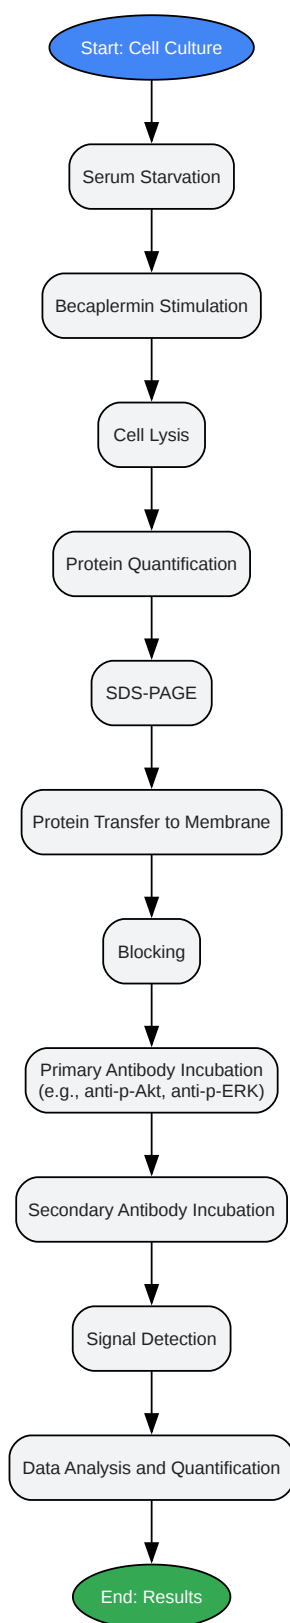 Start: Cell Culture
Serum Starvation
Becaplermin Stimulation
Cell Lysis
Protein Quantification
SDS-PAGE
Protein Transfer to Membrane
Blocking
Primary Antibody Incubation
(e.g., anti-p-Akt, anti-p-ERK)
Secondary Antibody Incubation
Signal Detection
Data Analysis and Quantification
End: Results